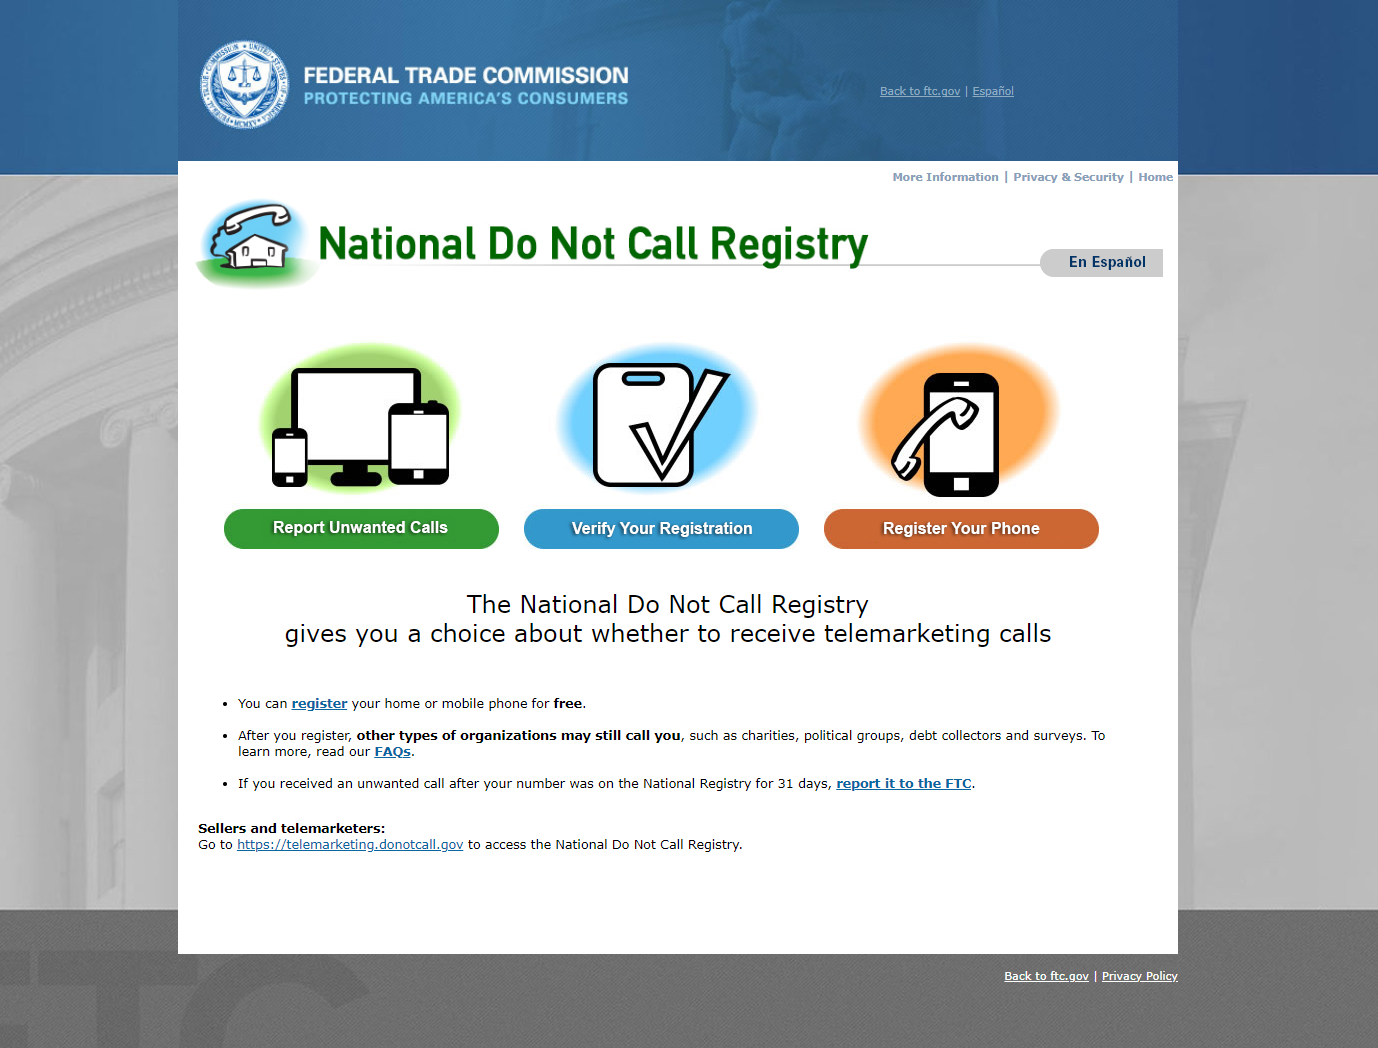 FEDERAL TRADE COMMISSION
PROTECTING AMERICA'S CONSUMERS
Back to ftc.gov | Español
More Information | Privacy & Security | Home
National Do Not Call Registry
En Español
Report Unwanted Calls
Verify Your Registration
Register Your Phone
The National Do Not Call Registry
gives you a choice about whether to receive telemarketing calls
• You can register your home or mobile phone for free.
• After you register, other types of organizations may still call you, such as charities, political groups, debt collectors and surveys. To
learn more, read our FAQs.
• If you received an unwanted call after your number was on the National Registry for 31 days, report it to the FTC.
Sellers and telemarketers:
Go to https://telemarketing.donotcall.gov to access the National Do Not Call Registry.
FTC
Back to ftc.gov | Privacy Policy